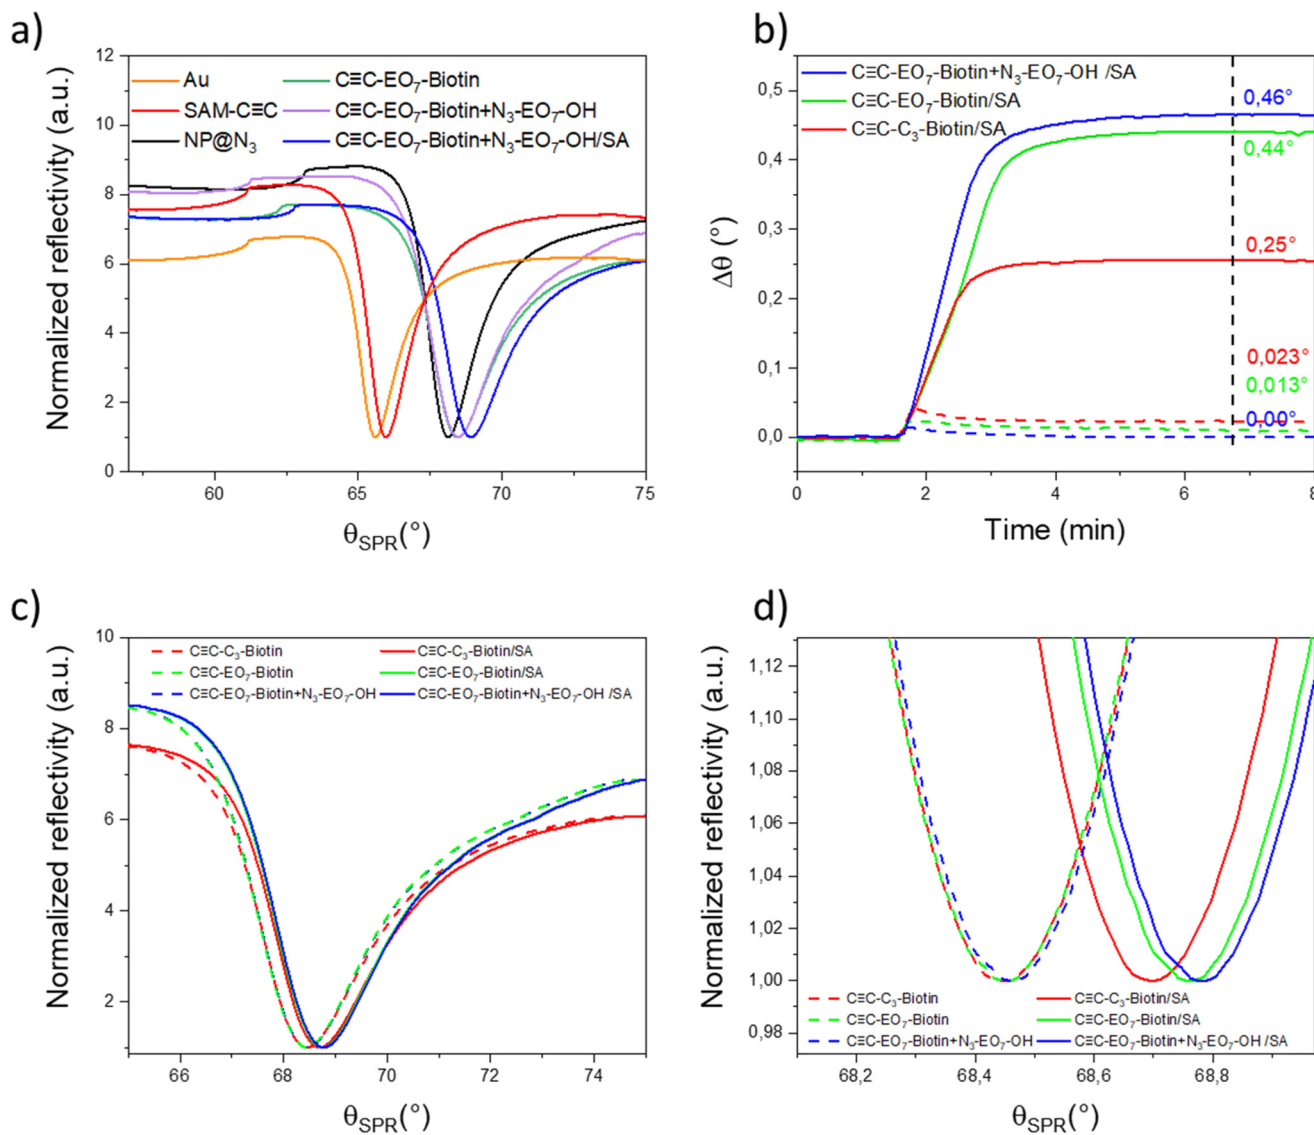 a)
12
10
8
6
4
2
0
Normalized reflectivity (a.u.)
Au
SAM-C≡C
NP@N₃
C≡C-EO₇-Biotin
C≡C-EO₇-Biotin+N₃-EO₇-OH
C≡C-EO₇-Biotin+N₃-EO₇-OH/SA
60
65
70
75
θSPR(°)
b)
0,5
0,4
0,3
0,2
0,1
0,0
Δθ (°)
C≡C-EO₇-Biotin+N₃-EO₇-OH /SA
C≡C-EO₇-Biotin/SA
C≡C-C₃-Biotin/SA
0,46°
0,44°
0,25°
0,023°
0,013°
0,00°
0
2
4
6
8
Time (min)
c)
10
8
6
4
2
Normalized reflectivity (a.u.)
C≡C-C₃-Biotin
C≡C-EO₇-Biotin
C≡C-EO₇-Biotin+N₃-EO₇-OH
C≡C-C₃-Biotin/SA
C≡C-EO₇-Biotin/SA
C≡C-EO₇-Biotin+N₃-EO₇-OH /SA
66
68
70
72
74
θSPR(°)
d)
1,12
1,10
1,08
1,06
1,04
1,02
1,00
0,98
Normalized reflectivity (a.u.)
C≡C-C₃-Biotin
C≡C-EO₇-Biotin
C≡C-EO₇-Biotin+N₃-EO₇-OH
C≡C-C₃-Biotin/SA
C≡C-EO₇-Biotin/SA
C≡C-EO₇-Biotin+N₃-EO₇-OH /SA
68,2
68,4
68,6
68,8
θSPR(°)